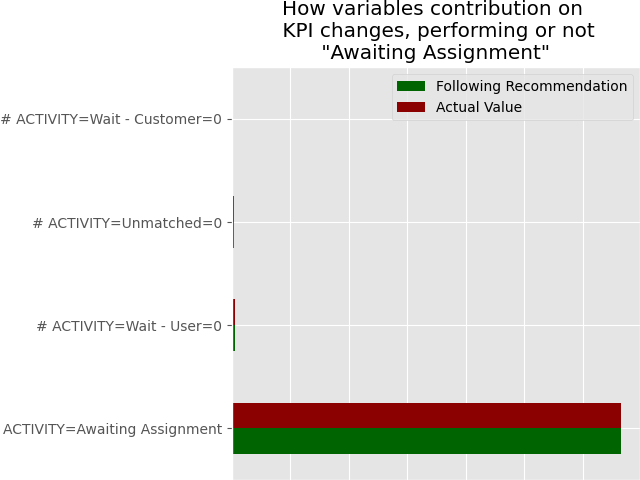 How variables contribution on
KPI changes, performing or not
"Awaiting Assignment"
Following Recommendation
Actual Value
# ACTIVITY=Wait - Customer=0
# ACTIVITY=Unmatched=0
# ACTIVITY=Wait - User=0
ACTIVITY=Awaiting Assignment